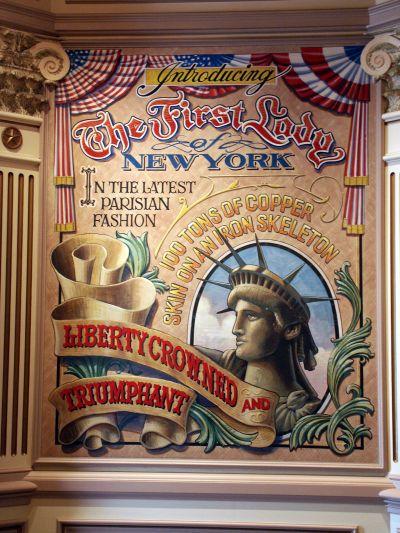 Introducing
The First Lady
of
NEW YORK
IN THE LATEST
PARISIAN
FASHION
100 TONS OF COPPER
SKIN ON AN IRON SKELETON
LIBERTY CROWNED AND
TRIUMPHANT